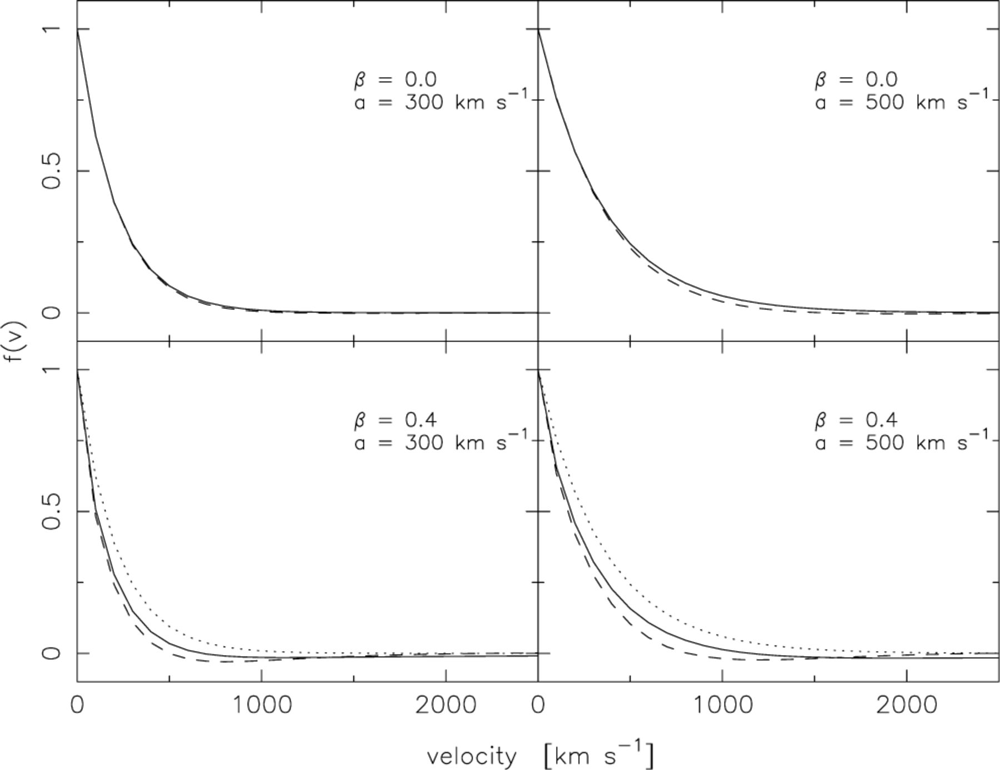 1
0.5
0
β = 0.0
a = 300 km s⁻¹
β = 0.0
a = 500 km s⁻¹
f(v)
1
0.5
0
β = 0.4
a = 300 km s⁻¹
β = 0.4
a = 500 km s⁻¹
0 1000 2000 0 1000 2000
velocity [km s⁻¹]